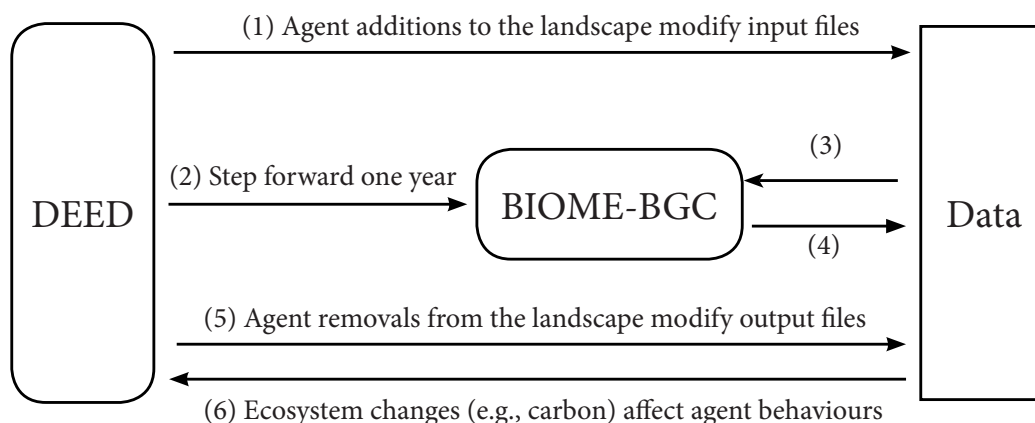 (1) Agent additions to the landscape modify input files
(3)
(2) Step forward one year
DEED
BIOME-BGC
Data
(4)
(5) Agent removals from the landscape modify output files
(6) Ecosystem changes (e.g., carbon) affect agent behaviours